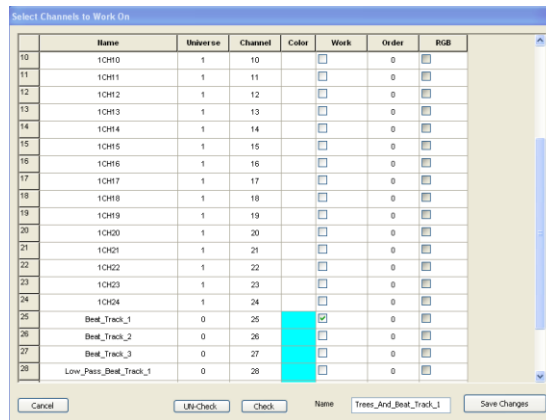 Select Channels to Work On
Name Universe Channel Color Work Order RGB
10 1CH10 1 10 0
11 1CH11 1 11 0
12 1CH12 1 12 0
13 1CH13 1 13 0
14 1CH14 1 14 0
15 1CH15 1 15 0
16 1CH16 1 16 0
17 1CH17 1 17 0
18 1CH18 1 18 0
19 1CH19 1 19 0
20 1CH20 1 20 0
21 1CH21 1 21 0
22 1CH22 1 22 0
23 1CH23 1 23 0
24 1CH24 1 24 0
25 Beat_Track_1 0 25 0
26 Beat_Track_2 0 26 0
27 Beat_Track_3 0 27 0
28 Low_Pass_Beat_Track_1 0 28 0
Cancel UN-Check Check Name Trees_And_Beat_Track_1 Save Changes